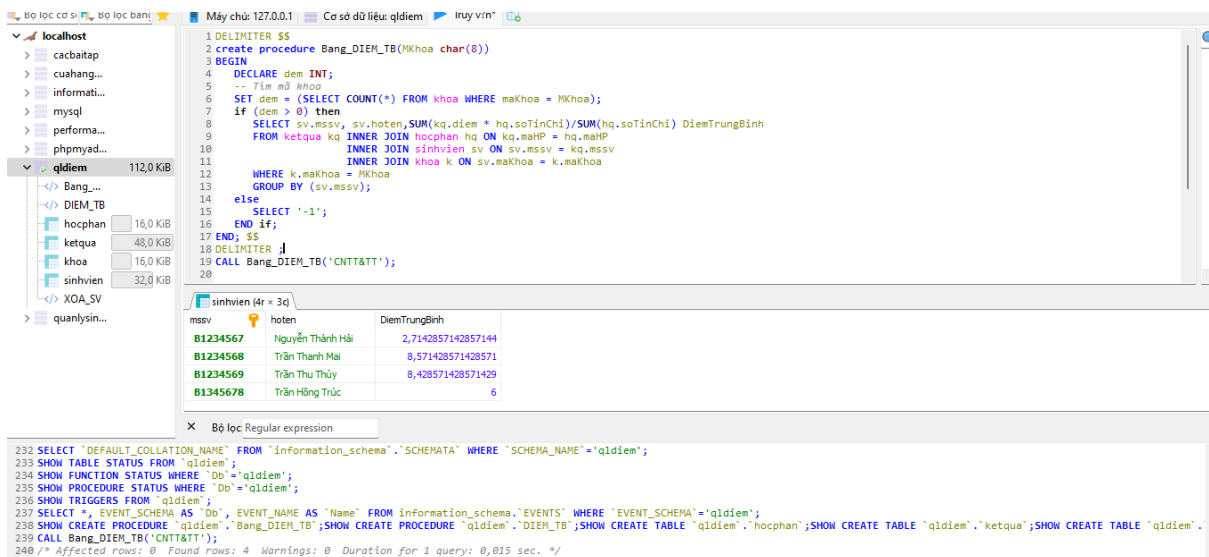 Bộ lọc cơ sở Bộ lọc bảng Máy chủ: 127.0.0.1 Cơ sở dữ liệu: qldiem Truy v?n*
localhost
cacbaitap
cuahang...
informati...
mysql
performa...
phpmyad...
qldiem 112,0 KiB
Bang_...
DIEM_TB
hocphan 16,0 KiB
ketqua 48,0 KiB
khoa 16,0 KiB
sinhvien 32,0 KiB
XOA_SV
quanlysin...
1 DELIMITER $$
2 create procedure Bang_DIEM_TB(MKhoa char(8))
3 BEGIN
4 DECLARE dem INT;
5 -- Tìm mã khoa
6 SET dem = (SELECT COUNT(*) FROM khoa WHERE maKhoa = MKhoa);
7 if (dem > 0) then
8 SELECT sv.mssv, sv.hoten,SUM(kq.diem * hq.soTinChi)/SUM(hq.soTinChi) DiemTrungBinh
9 FROM ketqua kq INNER JOIN hocphan hq ON kq.maHP = hq.maHP
10 INNER JOIN sinhvien sv ON sv.mssv = kq.mssv
11 INNER JOIN khoa k ON sv.maKhoa = k.maKhoa
12 WHERE k.maKhoa = MKhoa
13 GROUP BY (sv.mssv);
14 else
15 SELECT '-1';
16 END if;
17 END; $$
18 DELIMITER ;
19 CALL Bang_DIEM_TB('CNTT&TT');
20
sinhvien (4r × 3c)
mssv hoten DiemTrungBinh
B1234567 Nguyễn Thành Hải 2,7142857142857144
B1234568 Trần Thanh Mai 8,571428571428571
B1234569 Trần Thu Thủy 8,428571428571429
B1345678 Trần Hồng Trúc 6
Bộ lọc Regular expression
232 SELECT `DEFAULT_COLLATION_NAME` FROM `information_schema`.`SCHEMATA` WHERE `SCHEMA_NAME`='qldiem';
233 SHOW TABLE STATUS FROM `qldiem`;
234 SHOW FUNCTION STATUS WHERE `Db`='qldiem';
235 SHOW PROCEDURE STATUS WHERE `Db`='qldiem';
236 SHOW TRIGGERS FROM `qldiem`;
237 SELECT *, EVENT_SCHEMA AS `Db`, EVENT_NAME AS `Name` FROM information_schema.`EVENTS` WHERE `EVENT_SCHEMA`='qldiem';
238 SHOW CREATE PROCEDURE `qldiem`.`Bang_DIEM_TB`;SHOW CREATE PROCEDURE `qldiem`.`DIEM_TB`;SHOW CREATE TABLE `qldiem`.`hocphan`;SHOW CREATE TABLE `qldiem`.`ketqua`;SHOW CREATE TABLE `qldiem`.
239 CALL Bang_DIEM_TB('CNTT&TT');
240 /* Affected rows: 0 Found rows: 4 Warnings: 0 Duration for 1 query: 0,015 sec. */